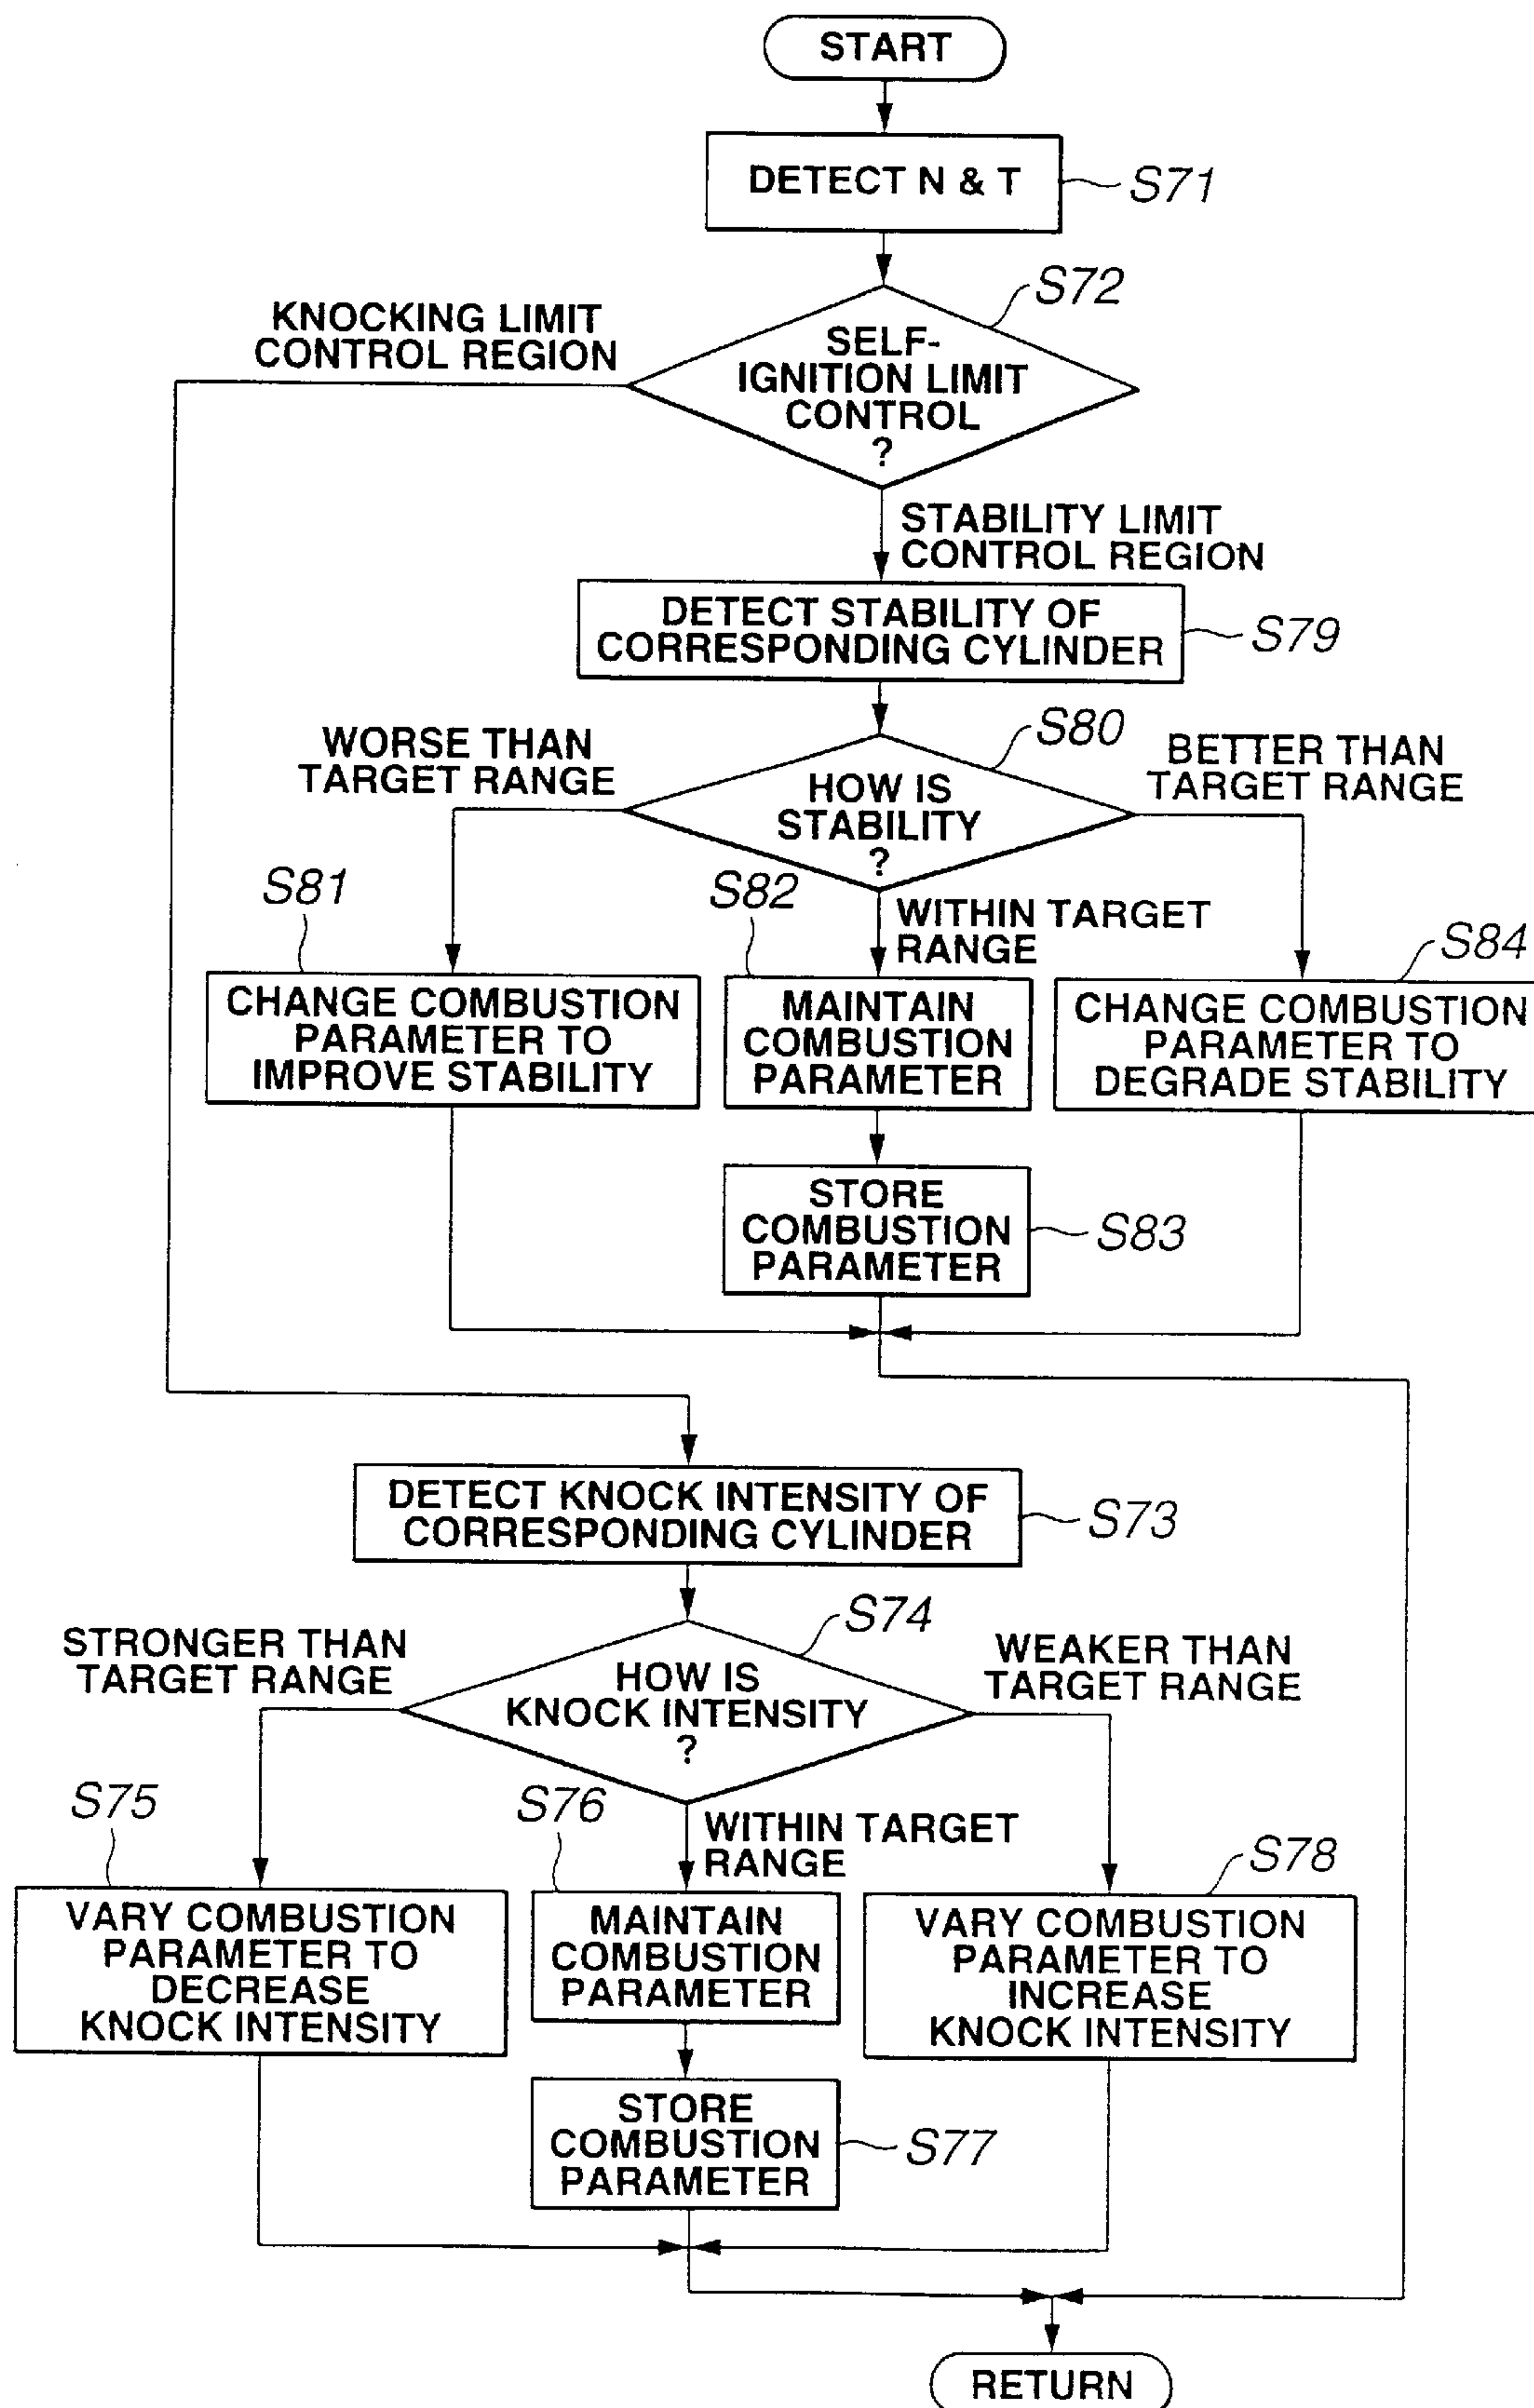 START
DETECT N & T
S71
S72
KNOCKING LIMIT
CONTROL REGION
SELF-
IGNITION LIMIT
CONTROL
?
STABILITY LIMIT
CONTROL REGION
DETECT STABILITY OF
CORRESPONDING CYLINDER
S79
S80
WORSE THAN
TARGET RANGE
HOW IS
STABILITY
?
BETTER THAN
TARGET RANGE
S81
S82
WITHIN TARGET
RANGE
S84
CHANGE COMBUSTION
PARAMETER TO
IMPROVE STABILITY
MAINTAIN
COMBUSTION
PARAMETER
CHANGE COMBUSTION
PARAMETER TO
DEGRADE STABILITY
STORE
COMBUSTION
PARAMETER
S83
DETECT KNOCK INTENSITY OF
CORRESPONDING CYLINDER
S73
S74
STRONGER THAN
TARGET RANGE
HOW IS
KNOCK INTENSITY
?
WEAKER THAN
TARGET RANGE
S75
S76
WITHIN TARGET
RANGE
S78
VARY COMBUSTION
PARAMETER TO
DECREASE
KNOCK INTENSITY
MAINTAIN
COMBUSTION
PARAMETER
VARY COMBUSTION
PARAMETER TO
INCREASE
KNOCK INTENSITY
STORE
COMBUSTION
PARAMETER
S77
RETURN